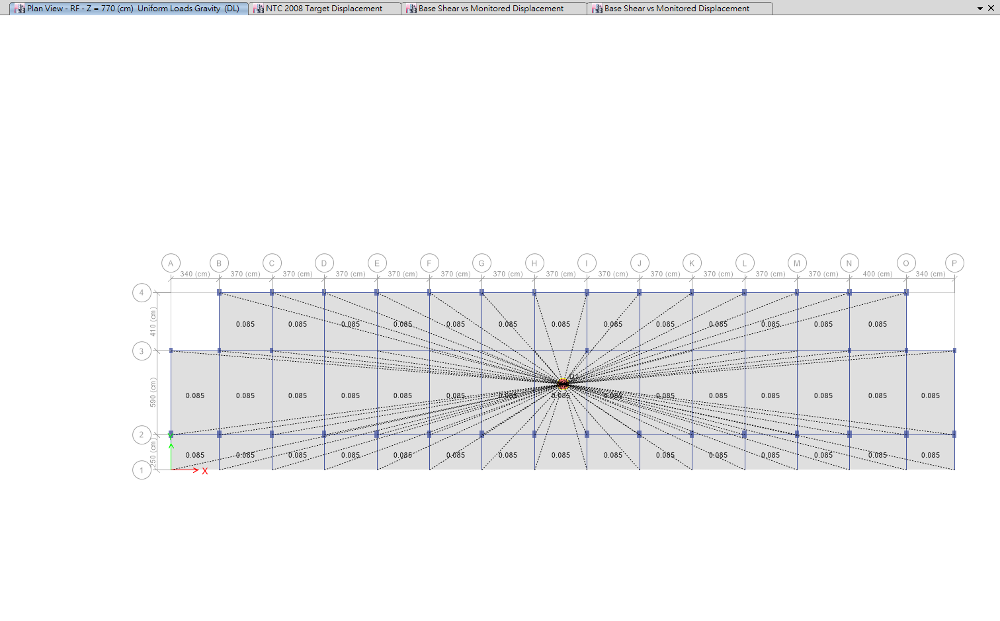 Plan View - RF - Z = 770 (cm)  Uniform Loads Gravity  (DL)
NTC 2008 Target Displacement
Base Shear vs Monitored Displacement
Base Shear vs Monitored Displacement
A B C D E F G H I J K L M N O P
340 (cm) 370 (cm) 370 (cm) 370 (cm) 370 (cm) 370 (cm) 370 (cm) 370 (cm) 370 (cm) 370 (cm) 370 (cm) 370 (cm) 370 (cm) 400 (cm) 340 (cm)
4
410 (cm)
0.085 0.085 0.085 0.085 0.085 0.085 0.085 0.085 0.085 0.085 0.085 0.085 0.085
3
D1
590 (cm)
0.085 0.085 0.085 0.085 0.085 0.085 0.085 0.085 0.085 0.085 0.085 0.085 0.085 0.085 0.085
2
250 (cm)
0.085 0.085 0.085 0.085 0.085 0.085 0.085 0.085 0.085 0.085 0.085 0.085 0.085 0.085 0.085
1
X